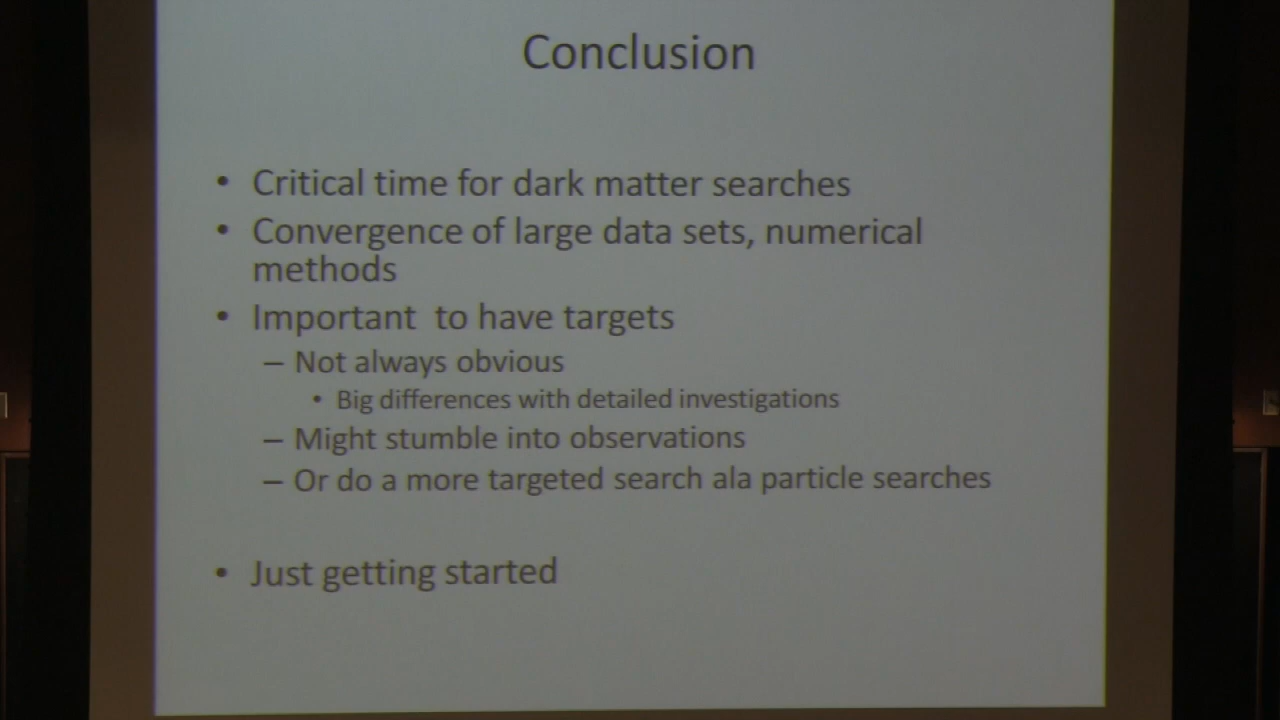 Conclusion
• Critical time for dark matter searches
• Convergence of large data sets, numerical
methods
• Important to have targets
– Not always obvious
• Big differences with detailed investigations
– Might stumble into observations
– Or do a more targeted search ala particle searches
• Just getting started